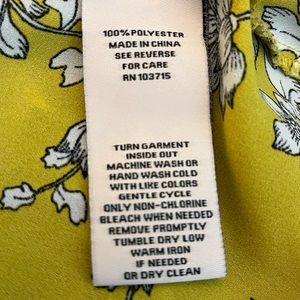 100% POLYESTER
MADE IN CHINA
SEE REVERSE
FOR CARE
RN 103715
TURN GARMENT
INSIDE OUT
MACHINE WASH OR
HAND WASH COLD
WITH LIKE COLORS
GENTLE CYCLE
ONLY NON-CHLORINE
BLEACH WHEN NEEDED
REMOVE PROMPTLY
TUMBLE DRY LOW
WARM IRON
IF NEEDED
OR DRY CLEAN